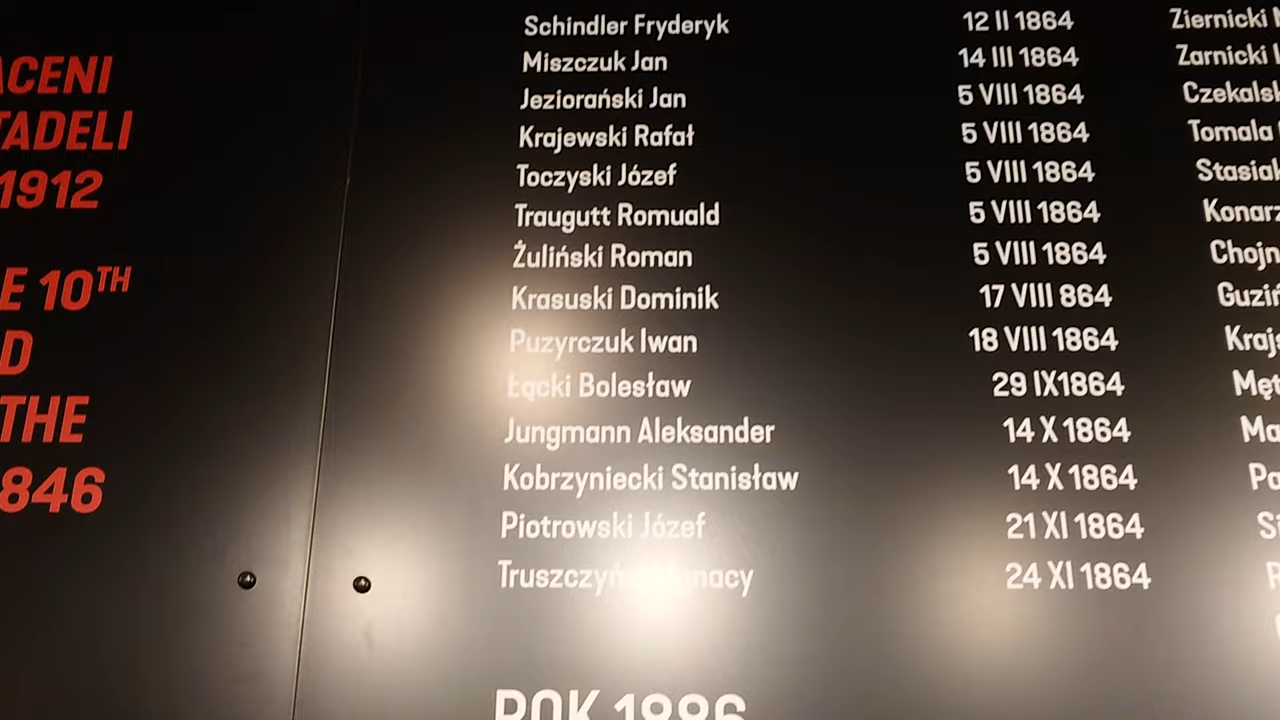 TADELI
1912
E 10TH
D
THE
846
Schindler Fryderyk 12 II 1864
Miszczuk Jan 14 III 1864
Jeziorański Jan 5 VIII 1864
Krajewski Rafał 5 VIII 1864
Toczyski Józef 5 VIII 1864
Traugutt Romuald 5 VIII 1864
Żuliński Roman 5 VIII 1864
Krasuski Dominik 17 VIII 864
Puzyrczuk Iwan 18 VIII 1864
Łącki Bolesław 29 IX1864
Jungmann Aleksander 14 X 1864
Kobrzyniecki Stanisław 14 X 1864
Piotrowski Józef 21 XI 1864
24 XI 1864
ROK 1886
Ziernicki
Zarnicki
Tomala